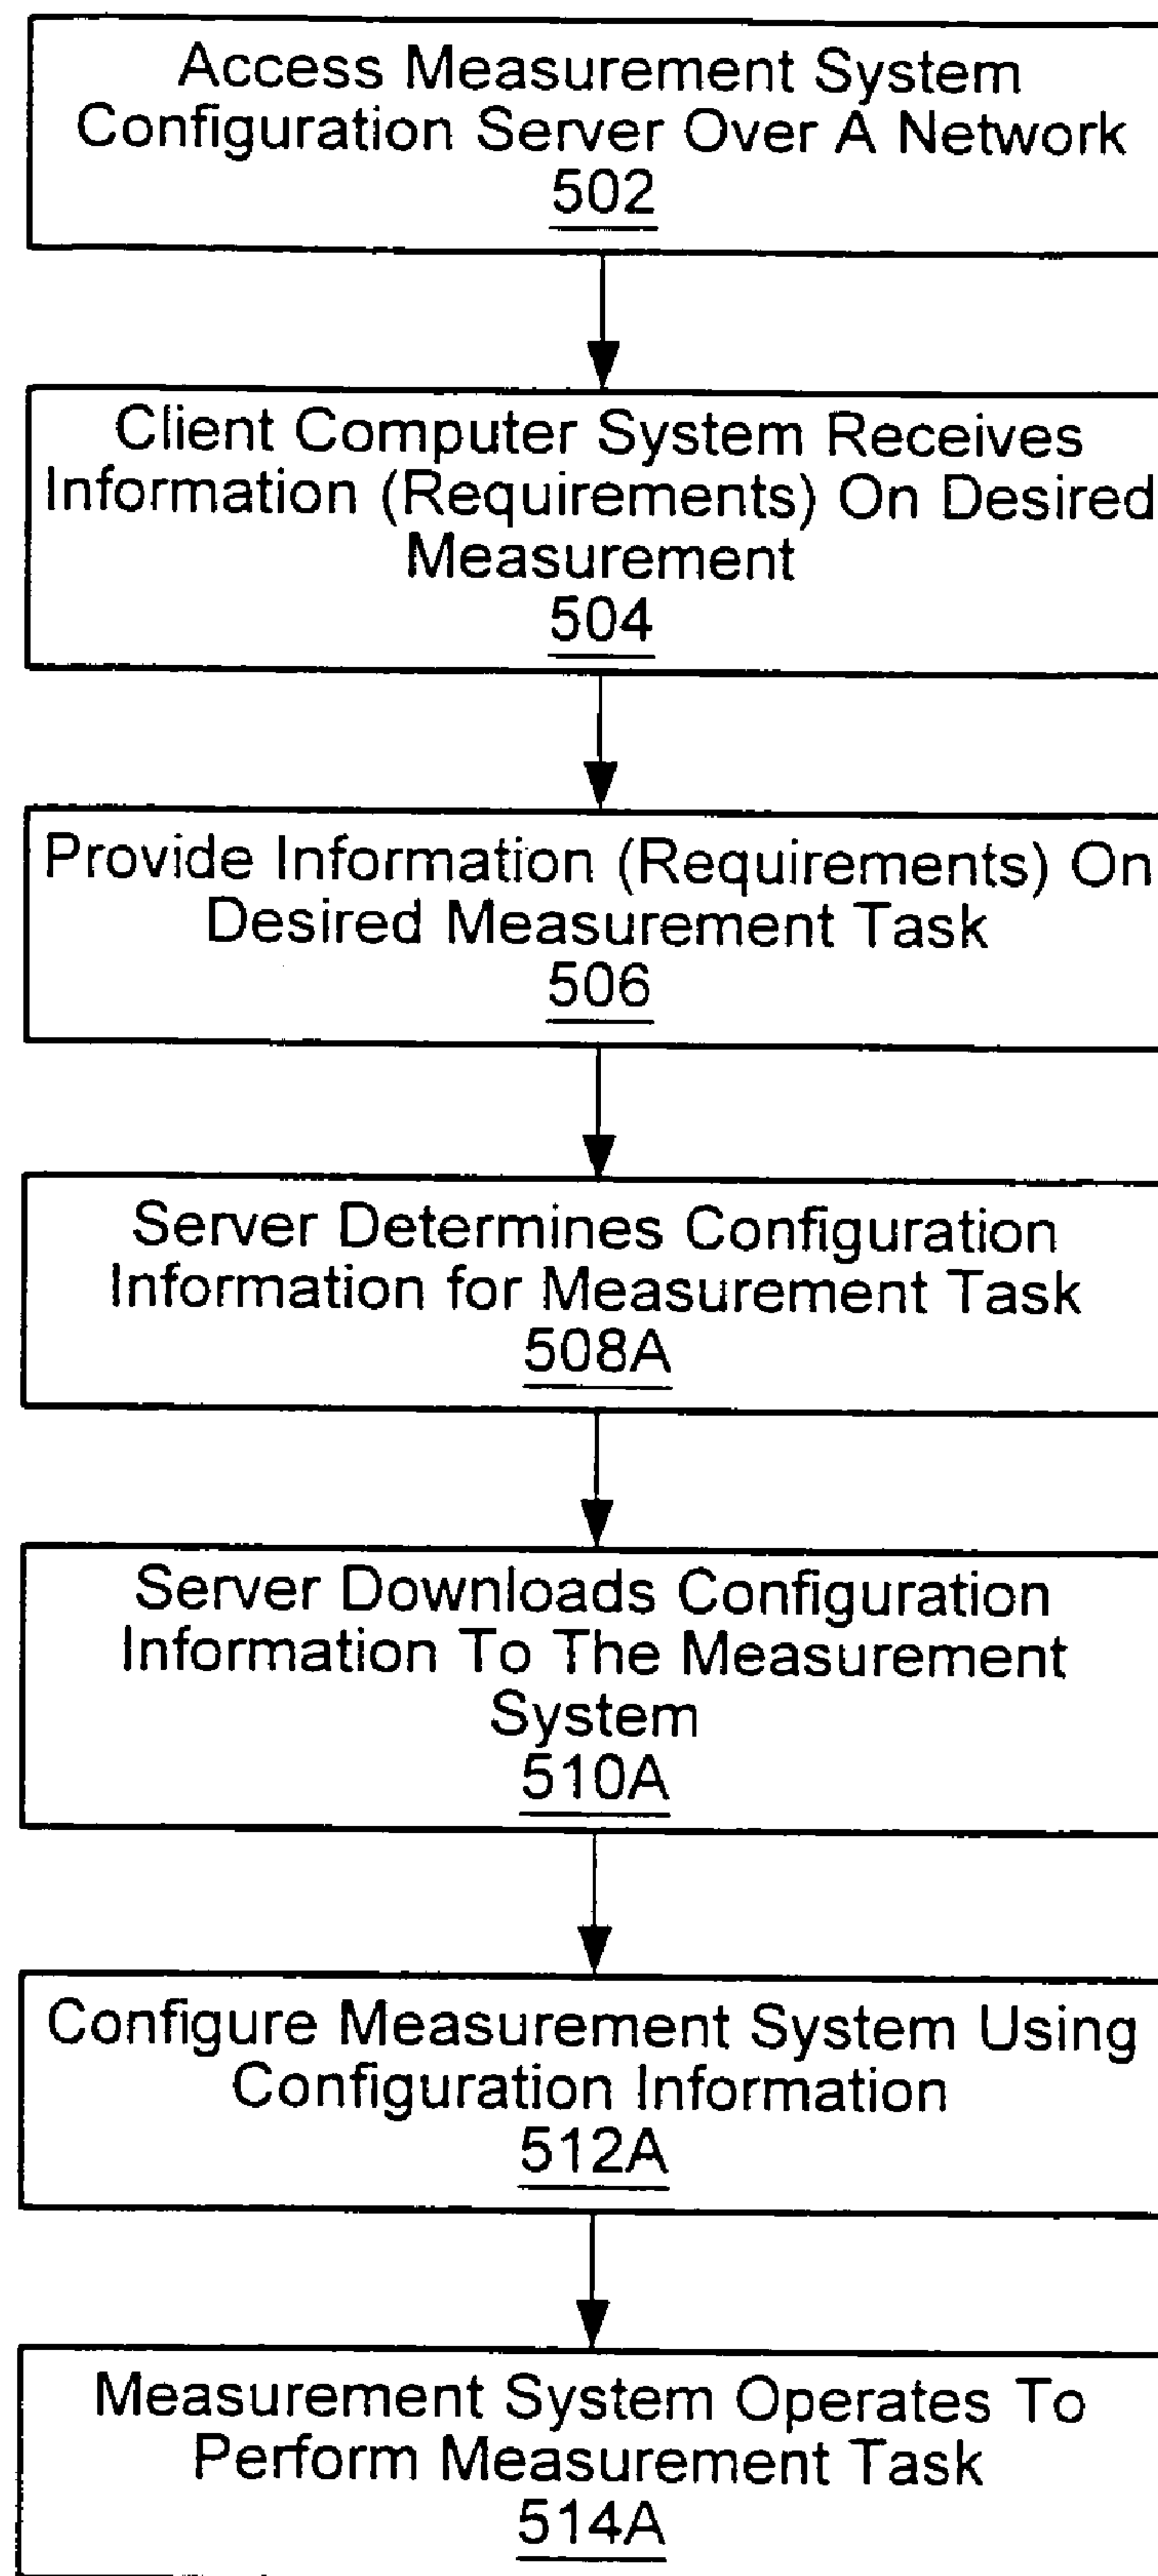 Access Measurement System
Configuration Server Over A Network
502
Client Computer System Receives
Information (Requirements) On Desired
Measurement
504
Provide Information (Requirements) On
Desired Measurement Task
506
Server Determines Configuration
Information for Measurement Task
508A
Server Downloads Configuration
Information To The Measurement
System
510A
Configure Measurement System Using
Configuration Information
512A
Measurement System Operates To
Perform Measurement Task
514A